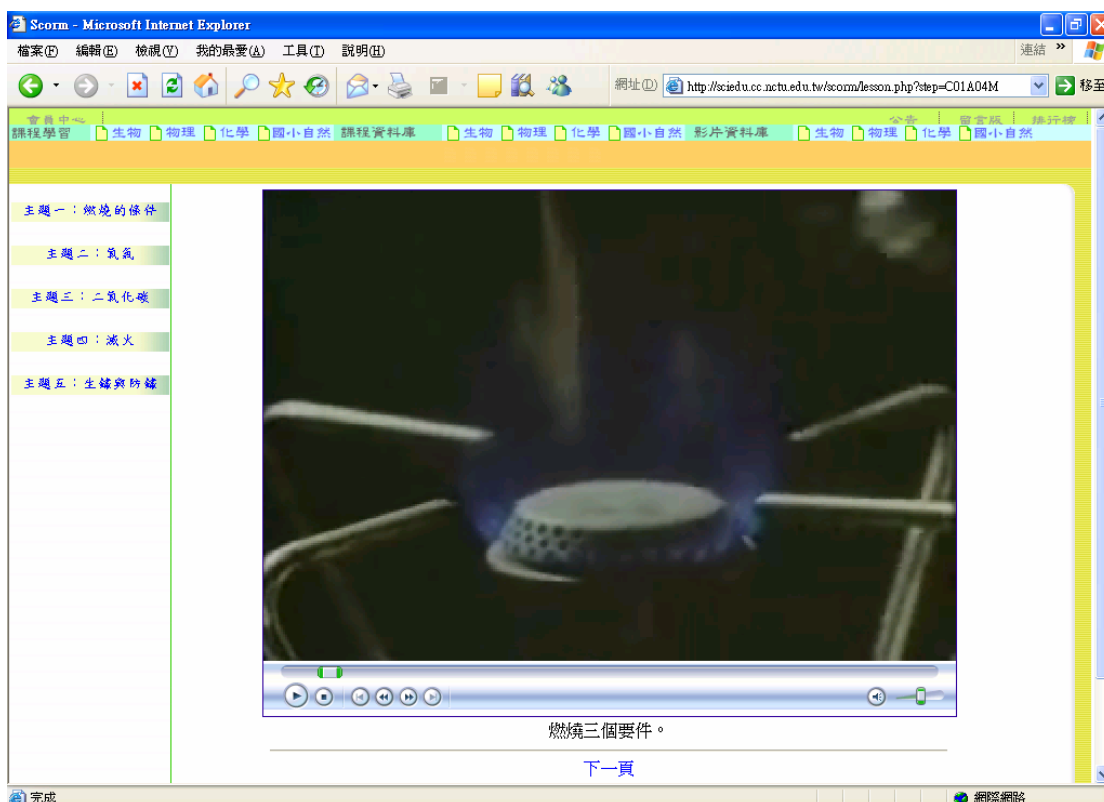 Scorm - Microsoft Internet Explorer
檔案(F) 編輯(E) 檢視(V) 我的最愛(A) 工具(T) 說明(H) 連結 »
網址(D) http://sciedu.cc.nctu.edu.tw/scorm/lesson.php?step=C01A04M 移至
會員中心 公告 留言版 排行榜
課程學習 生物 物理 化學 國小自然 課程資料庫 生物 物理 化學 國小自然 影片資料庫 生物 物理 化學 國小自然
主題一：燃燒的條件
主題二：氧氣
主題三：二氧化碳
主題四：滅火
主題五：生鏽與防鏽
燃燒三個要件。
下一頁
完成 網際網路